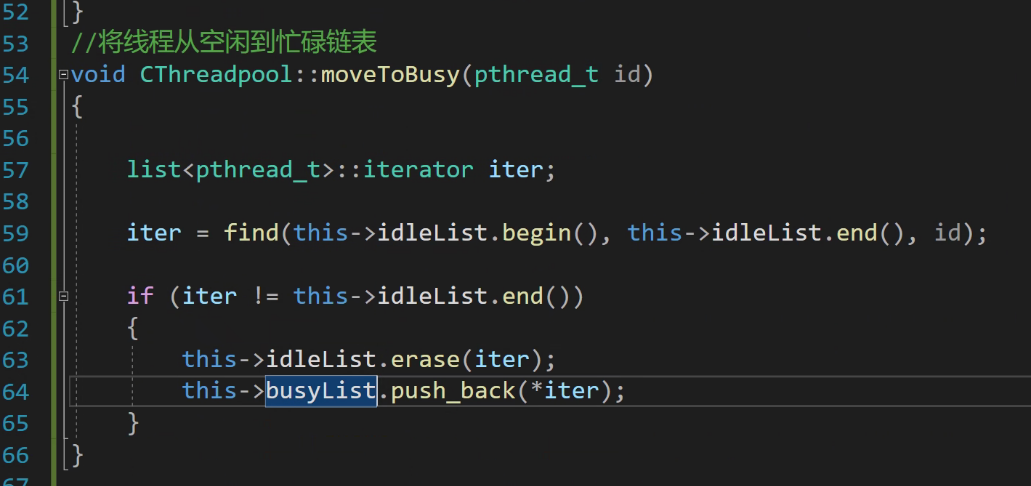 52 }
53 //将线程从空闲到忙碌链表
54 void CThreadpool::moveToBusy(pthread_t id)
55 {
56
57 list<pthread_t>::iterator iter;
58
59 iter = find(this->idleList.begin(), this->idleList.end(), id);
60
61 if (iter != this->idleList.end())
62 {
63 this->idleList.erase(iter);
64 this->busyList.push_back(*iter);
65 }
66 }
67